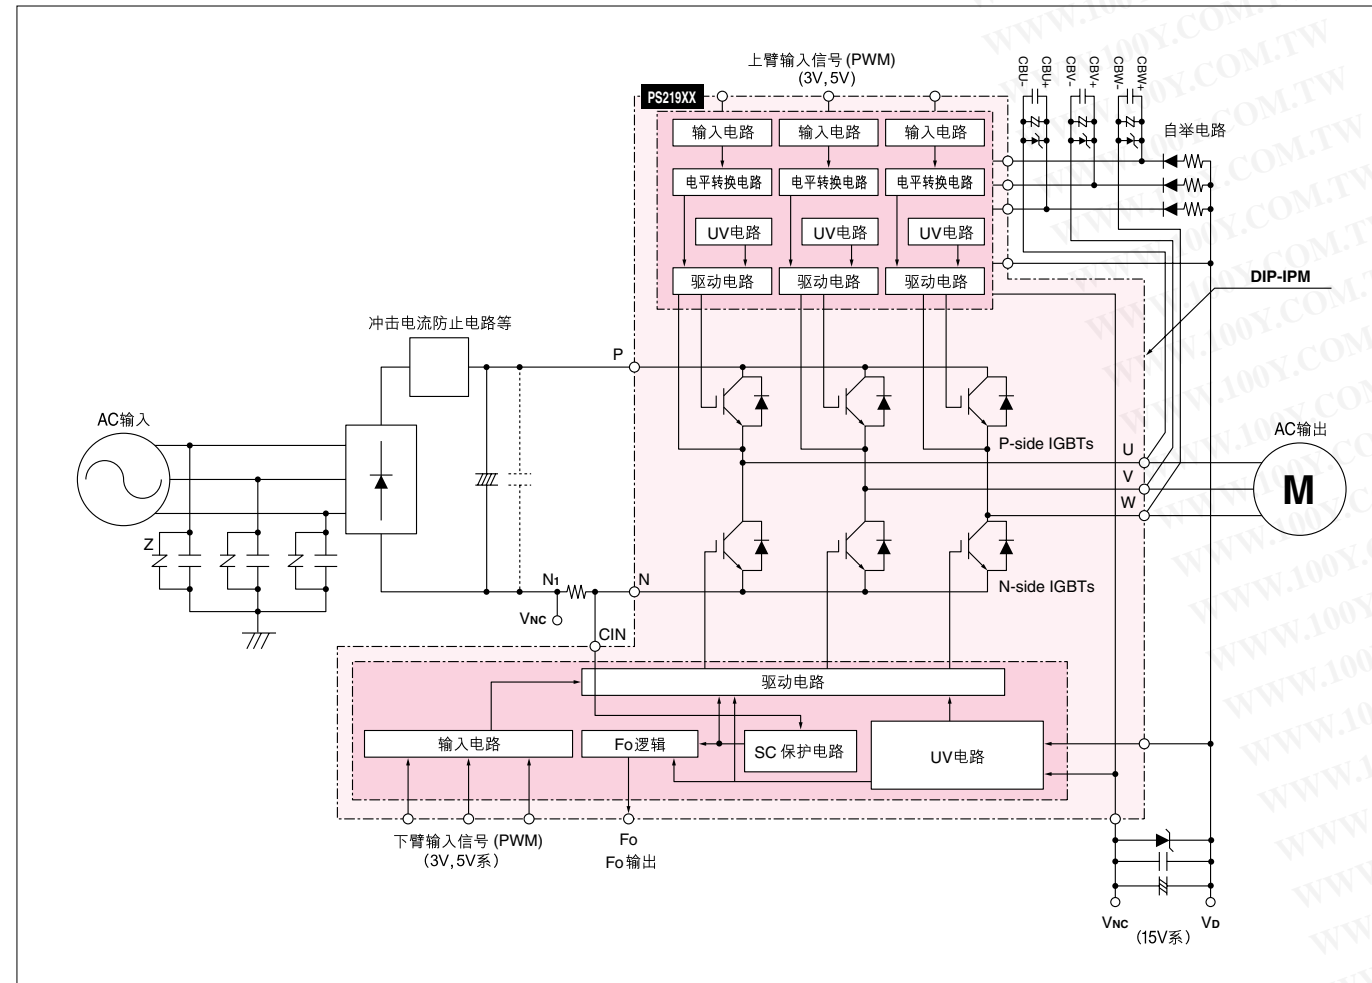 上臂输入信号(PWM)
(3V,5V)
CBU-
CBU+
CBV-
CBV+
CBW-
CBW+
PS219XX
输入电路
输入电路
输入电路
自举电路
电平转换电路
电平转换电路
电平转换电路
UV电路
UV电路
UV电路
驱动电路
驱动电路
驱动电路
DIP-IPM
冲击电流防止电路等
P
AC输入
P-side IGBTs
U
V
W
AC输出
M
Z
N1
N
VNC
CIN
N-side IGBTs
驱动电路
输入电路
Fo逻辑
SC 保护电路
UV电路
下臂输入信号(PWM)
(3V,5V系)
Fo
Fo输出
VNC
VD
(15V系)
WWW.100Y.COM.TW